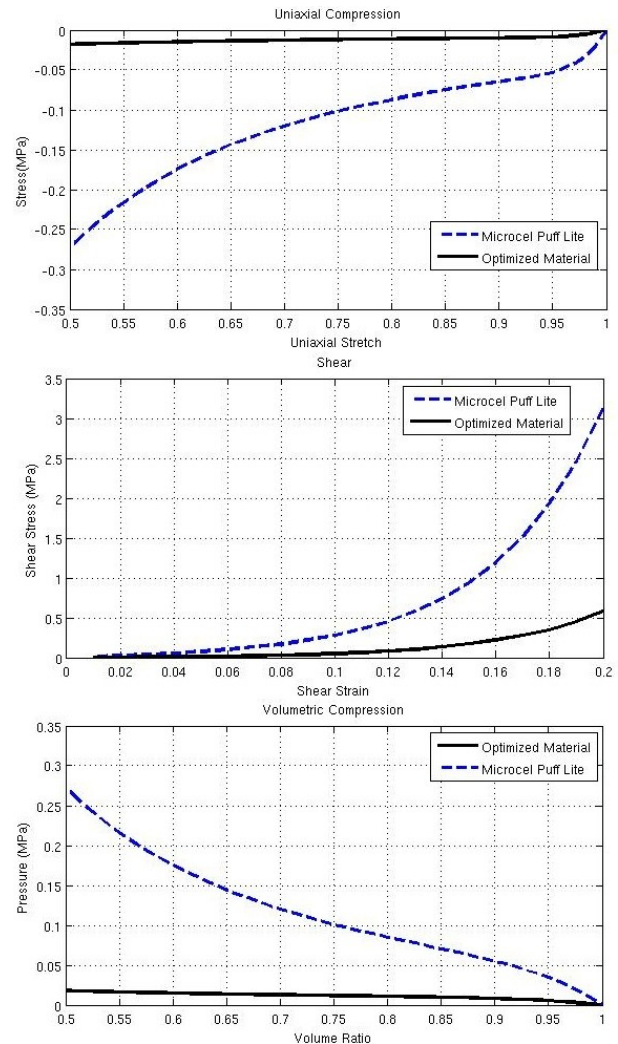 Uniaxial Compression
0
-0.05
-0.1
-0.15
-0.2
-0.25
-0.3
-0.35
Stress(MPa)
Microcel Puff Lite
Optimized Material
0.5 0.55 0.6 0.65 0.7 0.75 0.8 0.85 0.9 0.95 1
Uniaxial Stretch
Shear
3.5
3
2.5
2
1.5
1
0.5
0
Shear Stress (MPa)
Microcel Puff Lite
Optimized Material
0 0.02 0.04 0.06 0.08 0.1 0.12 0.14 0.16 0.18 0.2
Shear Strain
Volumetric Compression
0.35
0.3
0.25
0.2
0.15
0.1
0.05
0
Pressure (MPa)
Optimized Material
Microcel Puff Lite
0.5 0.55 0.6 0.65 0.7 0.75 0.8 0.85 0.9 0.95 1
Volume Ratio